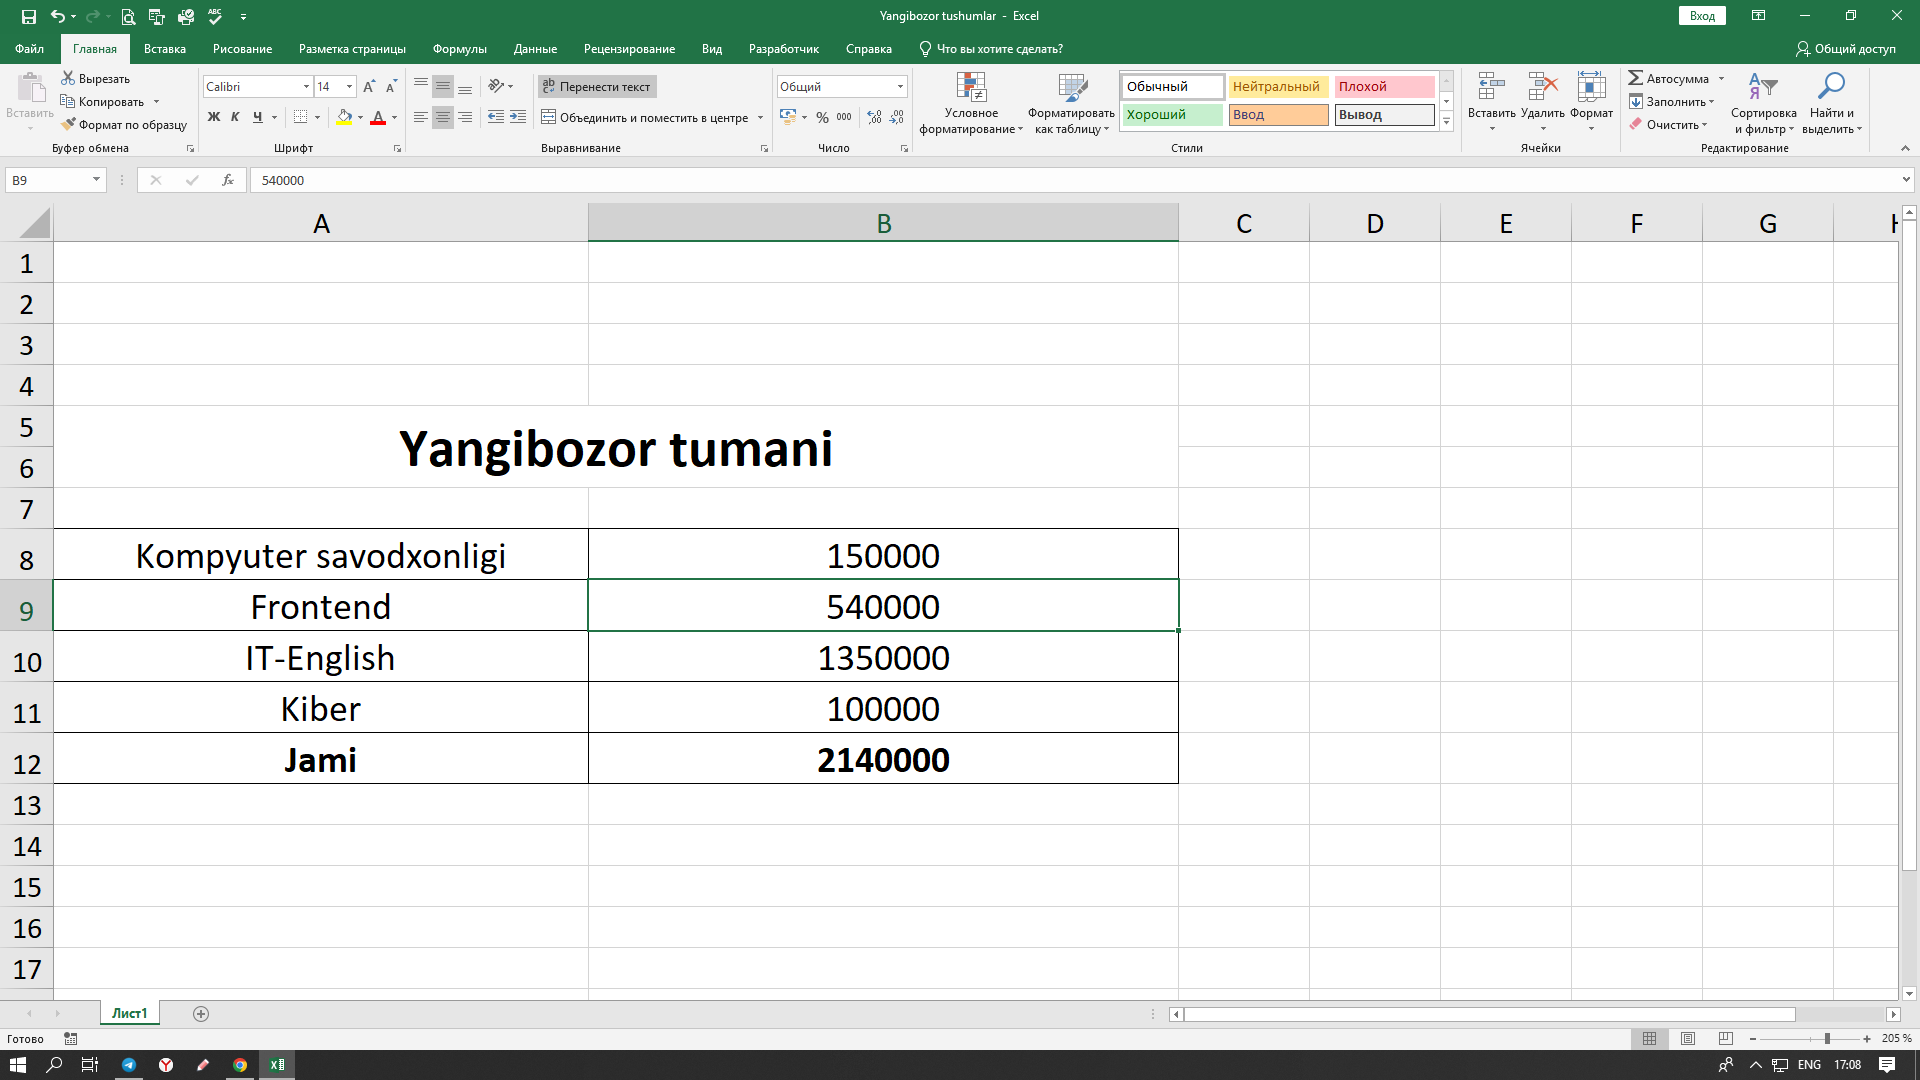 Yangibozor tushumlar - Excel
Вход
Файл Главная Вставка Рисование Разметка страницы Формулы Данные Рецензирование Вид Разработчик Справка Что вы хотите сделать? Общий доступ
Вставить
Вырезать
Копировать
Формат по образцу
Буфер обмена
Calibri 14
Ж К Ч
Шрифт
Перенести текст
Объединить и поместить в центре
Выравнивание
Общий
% 000
Число
Условное форматирование
Форматировать как таблицу
Обычный Нейтральный Плохой
Хороший Ввод Вывод
Стили
Вставить Удалить Формат
Ячейки
Автосумма
Заполнить
Очистить
Сортировка и фильтр
Найти и выделить
Редактирование
B9 fx 540000
A B C D E F G H
1
2
3
4
5
6
Yangibozor tumani
7
8 Kompyuter savodxonligi 150000
9 Frontend 540000
10 IT-English 1350000
11 Kiber 100000
12 Jami 2140000
13
14
15
16
17
Лист1
Готово 205 %
ENG 17:08